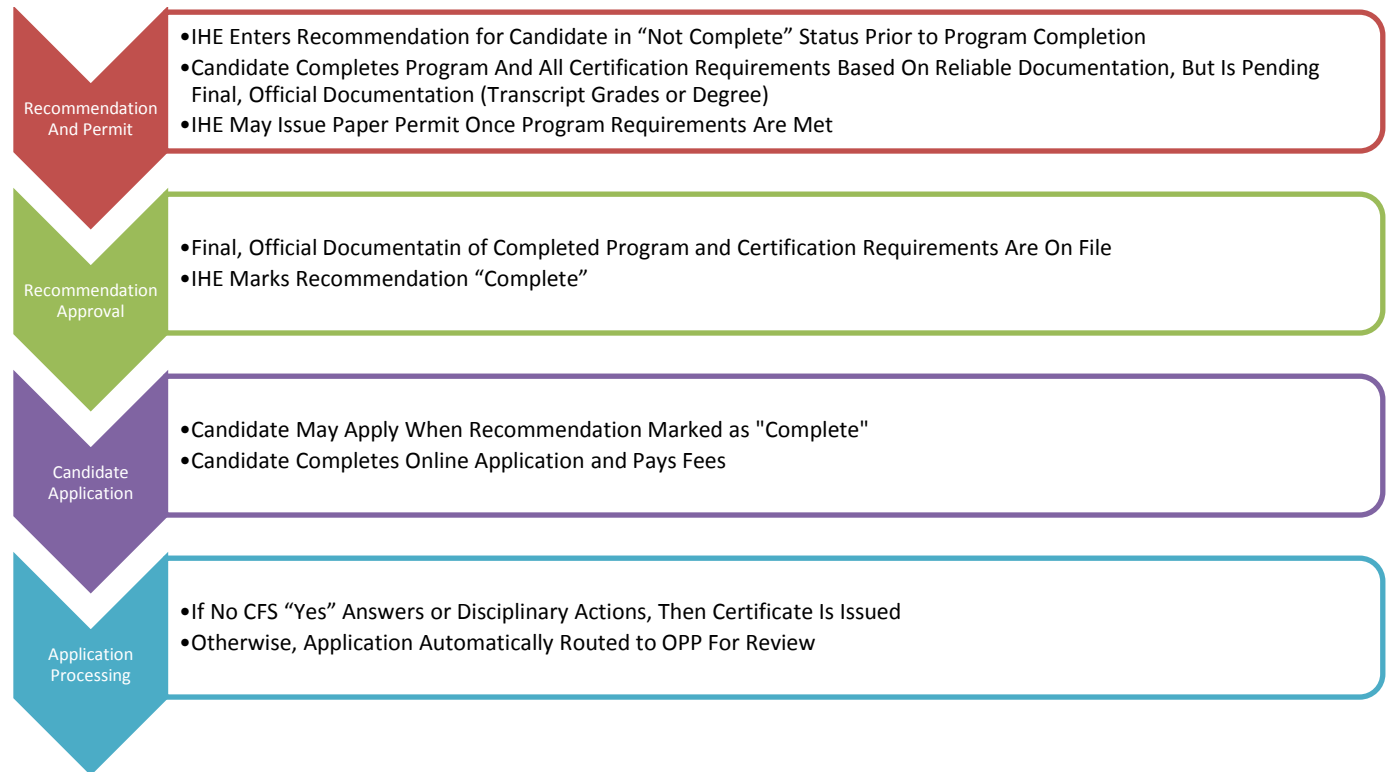 Recommendation
And Permit
•IHE Enters Recommendation for Candidate in “Not Complete” Status Prior to Program Completion
•Candidate Completes Program And All Certification Requirements Based On Reliable Documentation, But Is Pending
Final, Official Documentation (Transcript Grades or Degree)
•IHE May Issue Paper Permit Once Program Requirements Are Met
Recommendation
Approval
•Final, Official Documentatin of Completed Program and Certification Requirements Are On File
•IHE Marks Recommendation “Complete”
Candidate
Application
•Candidate May Apply When Recommendation Marked as "Complete"
•Candidate Completes Online Application and Pays Fees
Application
Processing
•If No CFS “Yes” Answers or Disciplinary Actions, Then Certificate Is Issued
•Otherwise, Application Automatically Routed to OPP For Review